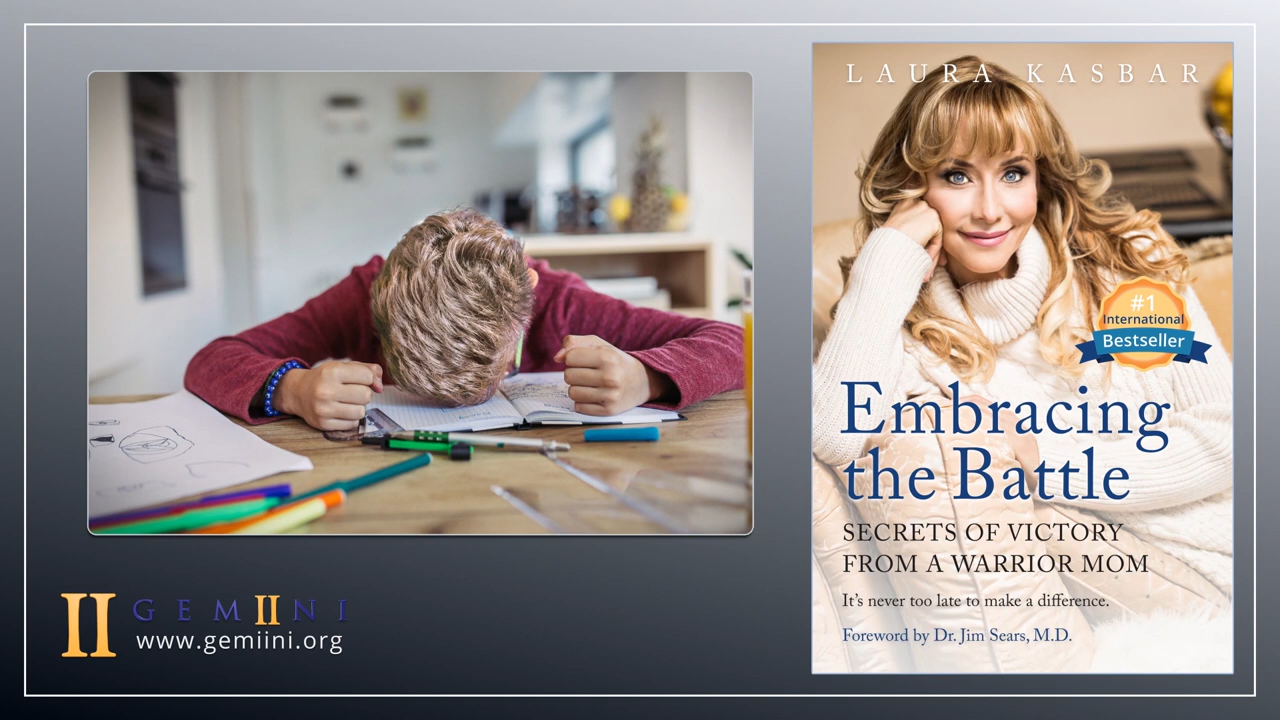 GEMIINI
www.gemiini.org
LAURA KASBAR
#1
International
Bestseller
Embracing
the Battle
SECRETS OF VICTORY
FROM A WARRIOR MOM
It's never too late to make a difference.
Foreword by Dr. Jim Sears, M.D.